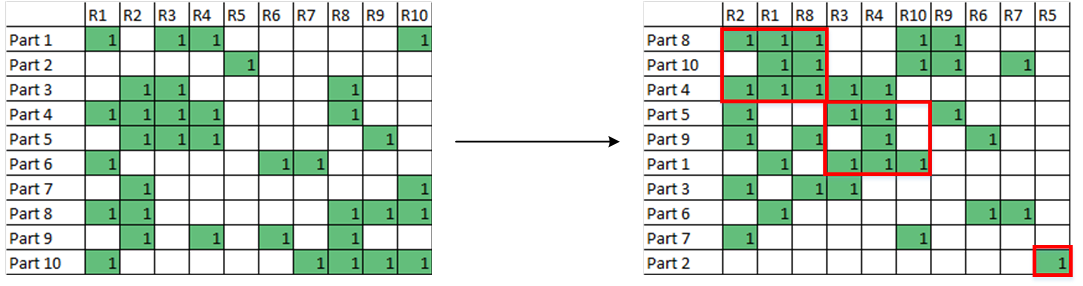 R1 R2 R3 R4 R5 R6 R7 R8 R9 R10
Part 1 1 1 1 1
Part 2 1
Part 3 1 1 1
Part 4 1 1 1 1 1
Part 5 1 1 1 1
Part 6 1 1 1
Part 7 1 1
Part 8 1 1 1 1 1
Part 9 1 1 1 1
Part 10 1 1 1 1 1
R2 R1 R8 R3 R4 R10 R9 R6 R7 R5
Part 8 1 1 1 1 1
Part 10 1 1 1 1 1
Part 4 1 1 1 1 1
Part 5 1 1 1 1
Part 9 1 1 1 1
Part 1 1 1 1 1
Part 3 1 1 1
Part 6 1 1 1
Part 7 1 1
Part 2 1